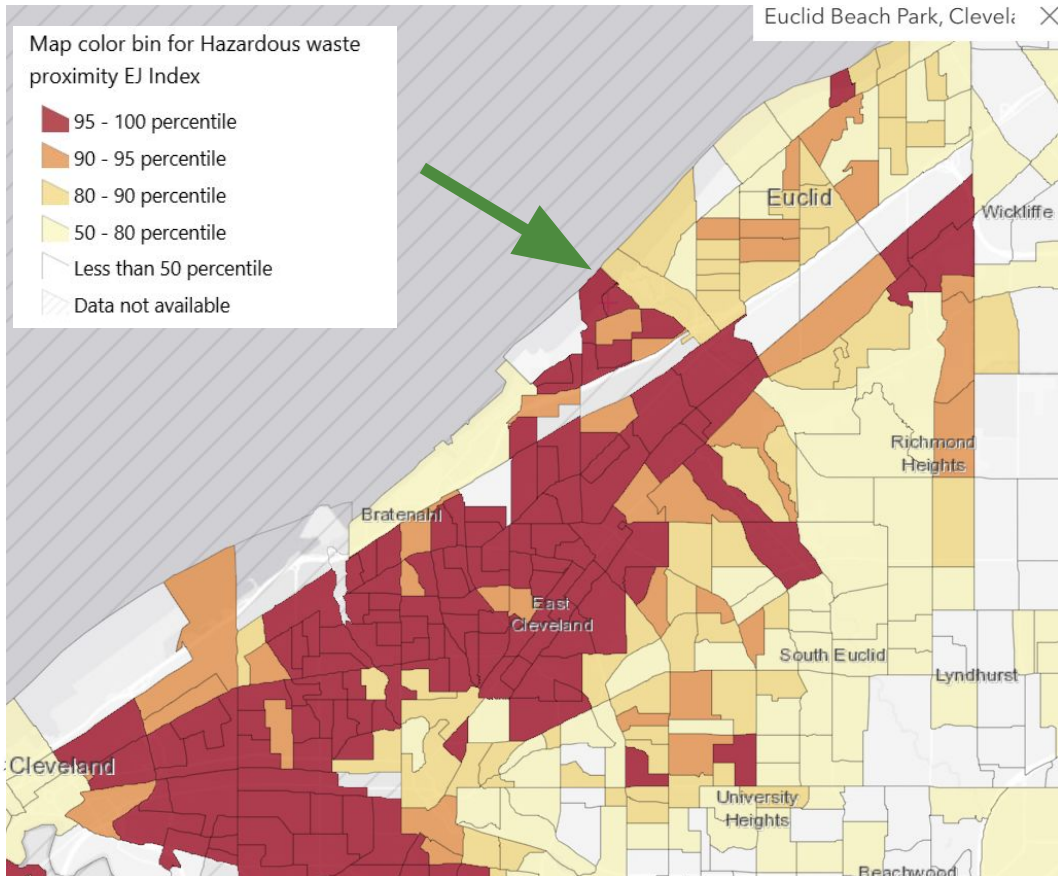 Euclid Beach Park, Clevela
Map color bin for Hazardous waste
proximity EJ Index
95 - 100 percentile
90 - 95 percentile
80 - 90 percentile
50 - 80 percentile
Less than 50 percentile
Data not available
Euclid
Wickliffe
Richmond
Heights
Bratenahl
East
Cleveland
South Euclid
Lyndhurst
Cleveland
University
Heights
Beachwood